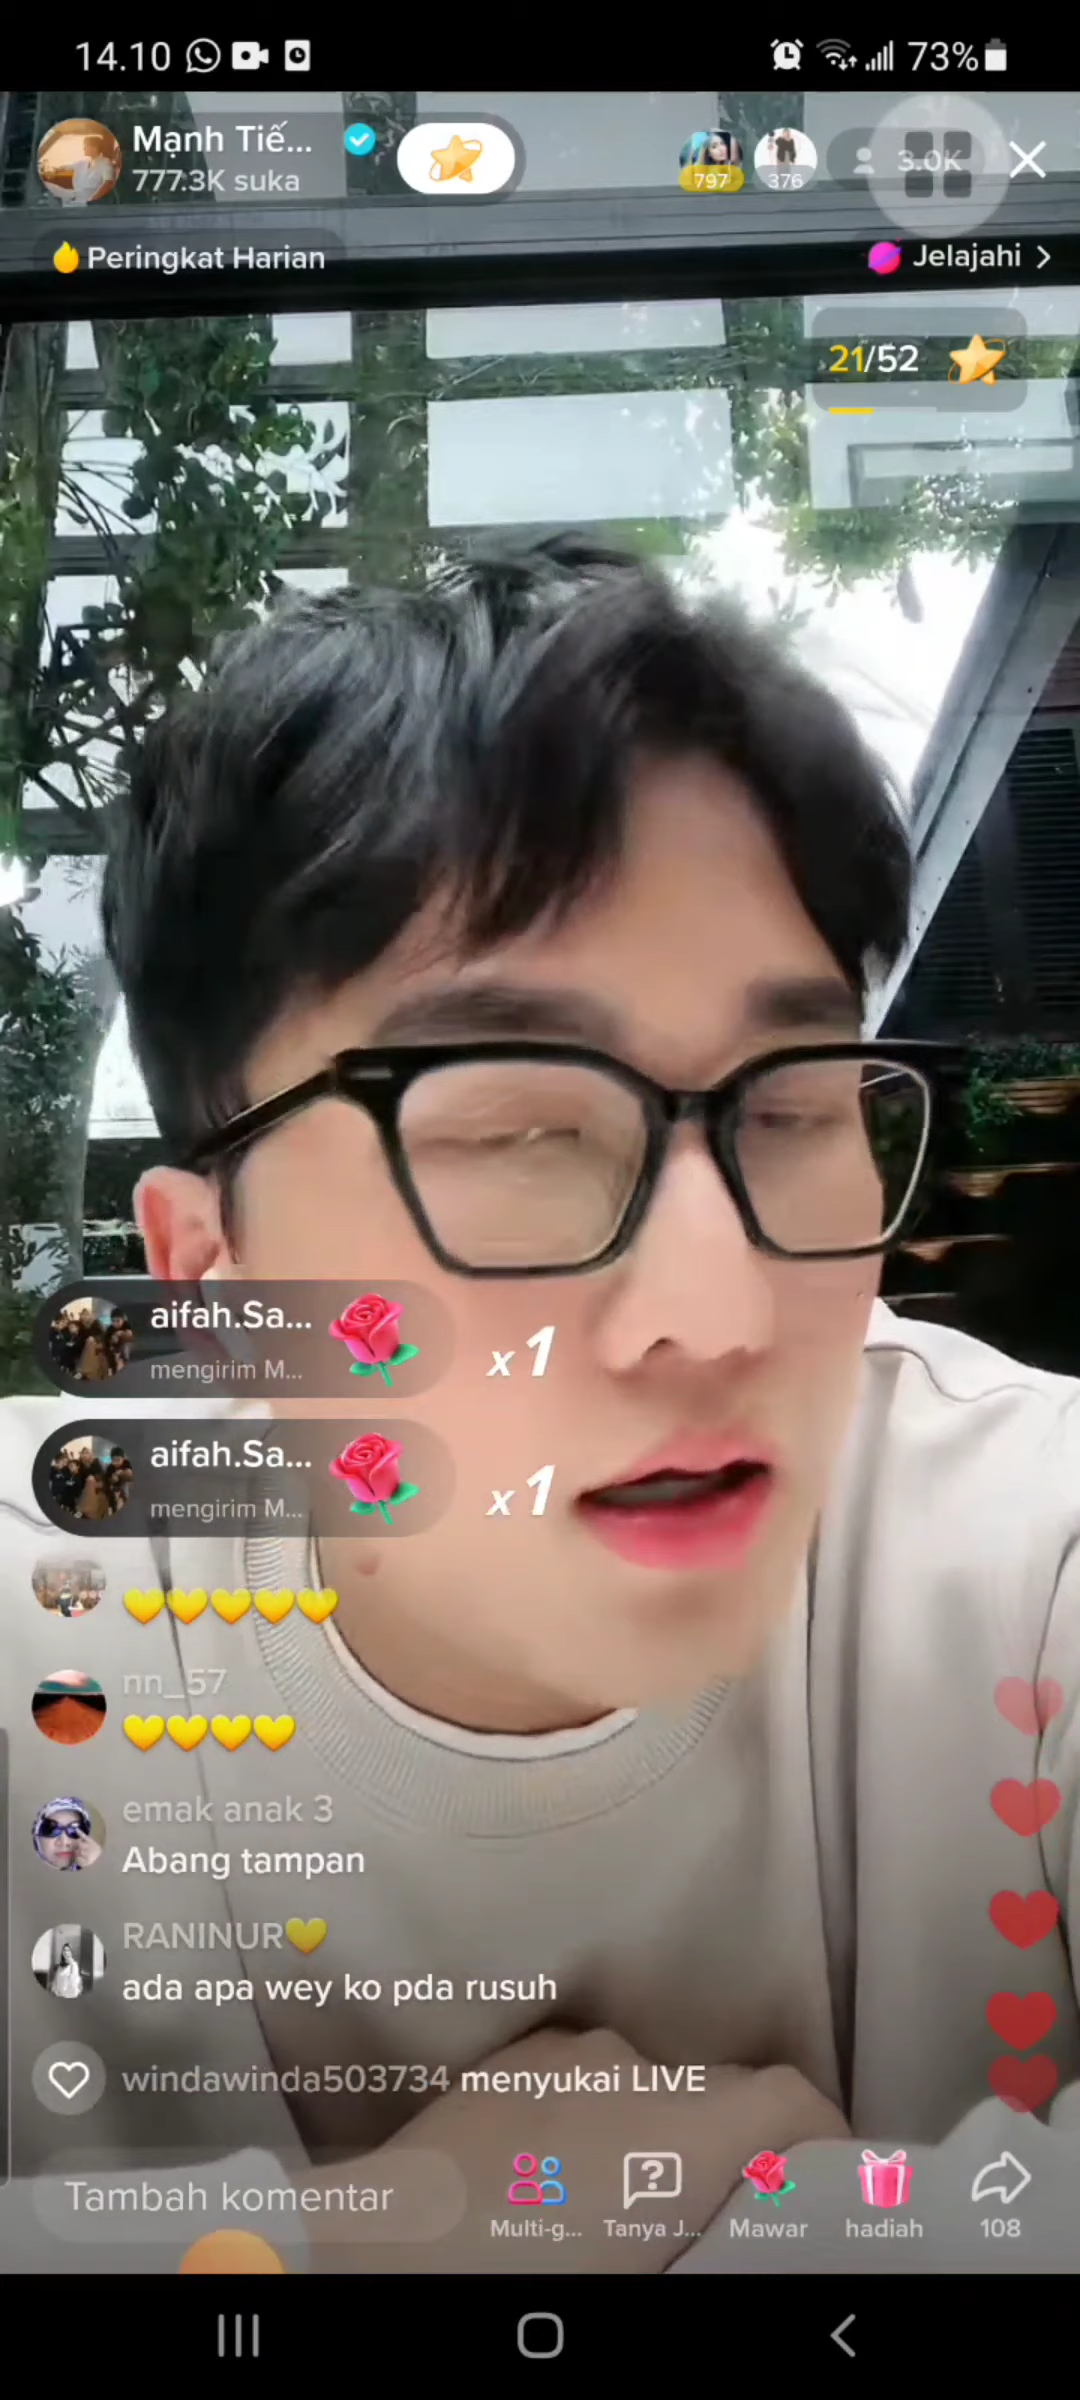 14.10
73%
Mạnh Tiế...
777.3K suka
797
376
3.0K
Peringkat Harian
Jelajahi >
21/52
aifah.Sa...
mengirim M...
x 1
aifah.Sa...
mengirim M...
x 1
💛💛💛💛💛
nn_57
💛💛💛💛
emak anak 3
Abang tampan
RANINUR💛
ada apa wey ko pda rusuh
windawinda503734 menyukai LIVE
Tambah komentar
Multi-g...
Tanya J...
Mawar
hadiah
108